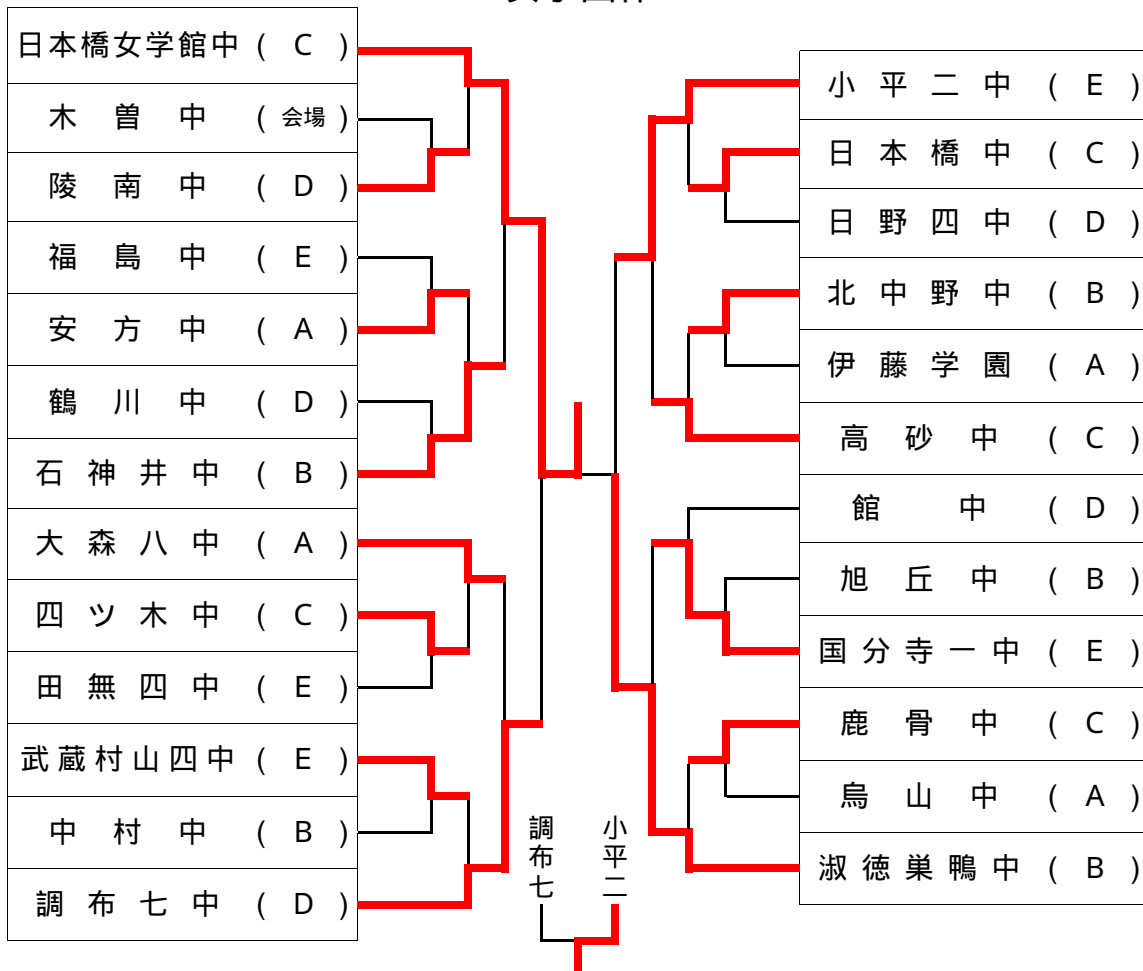 日本橋女学館中 ( C )
木曽中 ( 会場 )
陵南中 ( D )
福島中 ( E )
安方中 ( A )
鶴川中 ( D )
石神井中 ( B )
大森八中 ( A )
四ツ木中 ( C )
田無四中 ( E )
武蔵村山四中 ( E )
中村中 ( B )
調布七中 ( D )
調布七
小平二
小平二中 ( E )
日本橋中 ( C )
日野四中 ( D )
北中野中 ( B )
伊藤学園 ( A )
高砂中 ( C )
館中 ( D )
旭丘中 ( B )
国分寺一中 ( E )
鹿骨中 ( C )
烏山中 ( A )
淑徳巣鴨中 ( B )